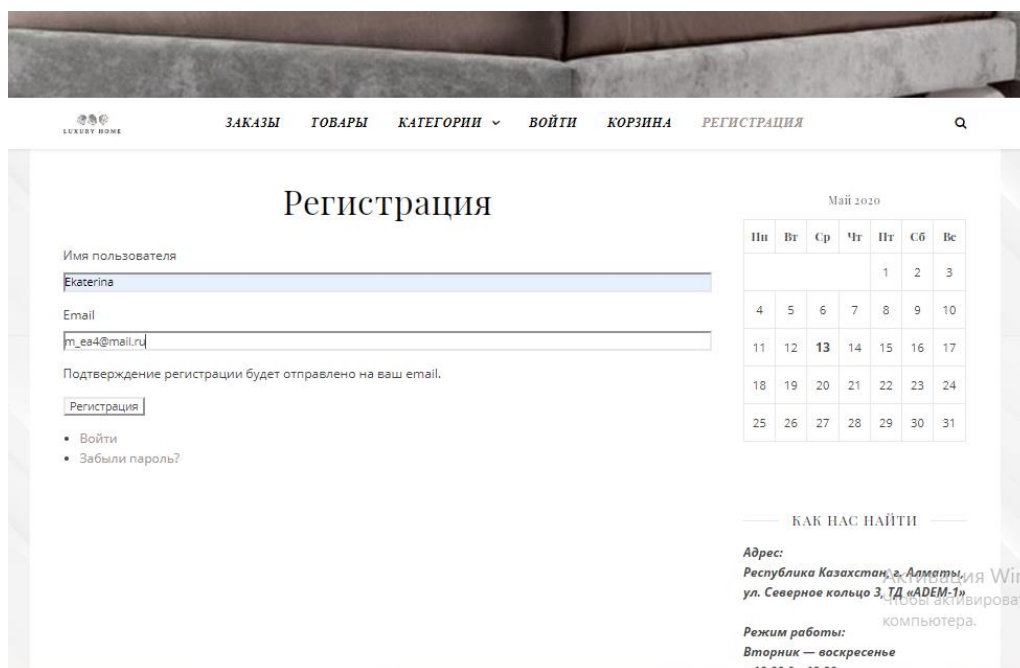 LUXURY HOME
ЗАКАЗЫ ТОВАРЫ КАТЕГОРИИ ВОЙТИ КОРЗИНА РЕГИСТРАЦИЯ
Регистрация
Имя пользователя
Ekaterina
Email
m_ea4@mail.ru
Подтверждение регистрации будет отправлено на ваш email.
Регистрация
• Войти
• Забыли пароль?
Май 2020
Пн Вт Ср Чт Пт Сб Вс
1 2 3
4 5 6 7 8 9 10
11 12 13 14 15 16 17
18 19 20 21 22 23 24
25 26 27 28 29 30 31
КАК НАС НАЙТИ
Адрес:
Республика Казахстан, г. Алматы,
ул. Северное кольцо 3, ТД «ADEM-1»
Режим работы:
Вторник — воскресенье
Активация Win
Чтобы активироват
компьютера.